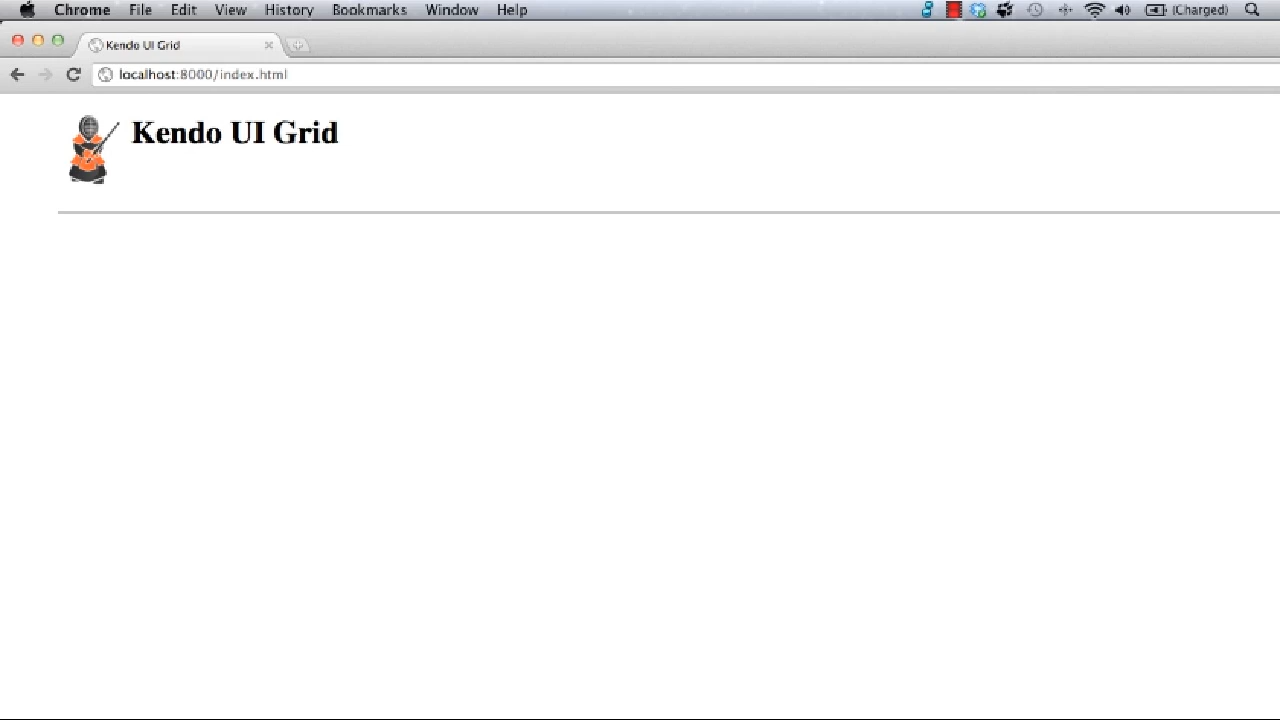 Chrome File Edit View History Bookmarks Window Help (Charged)
Kendo UI Grid
localhost:8000/index.html
Kendo UI Grid